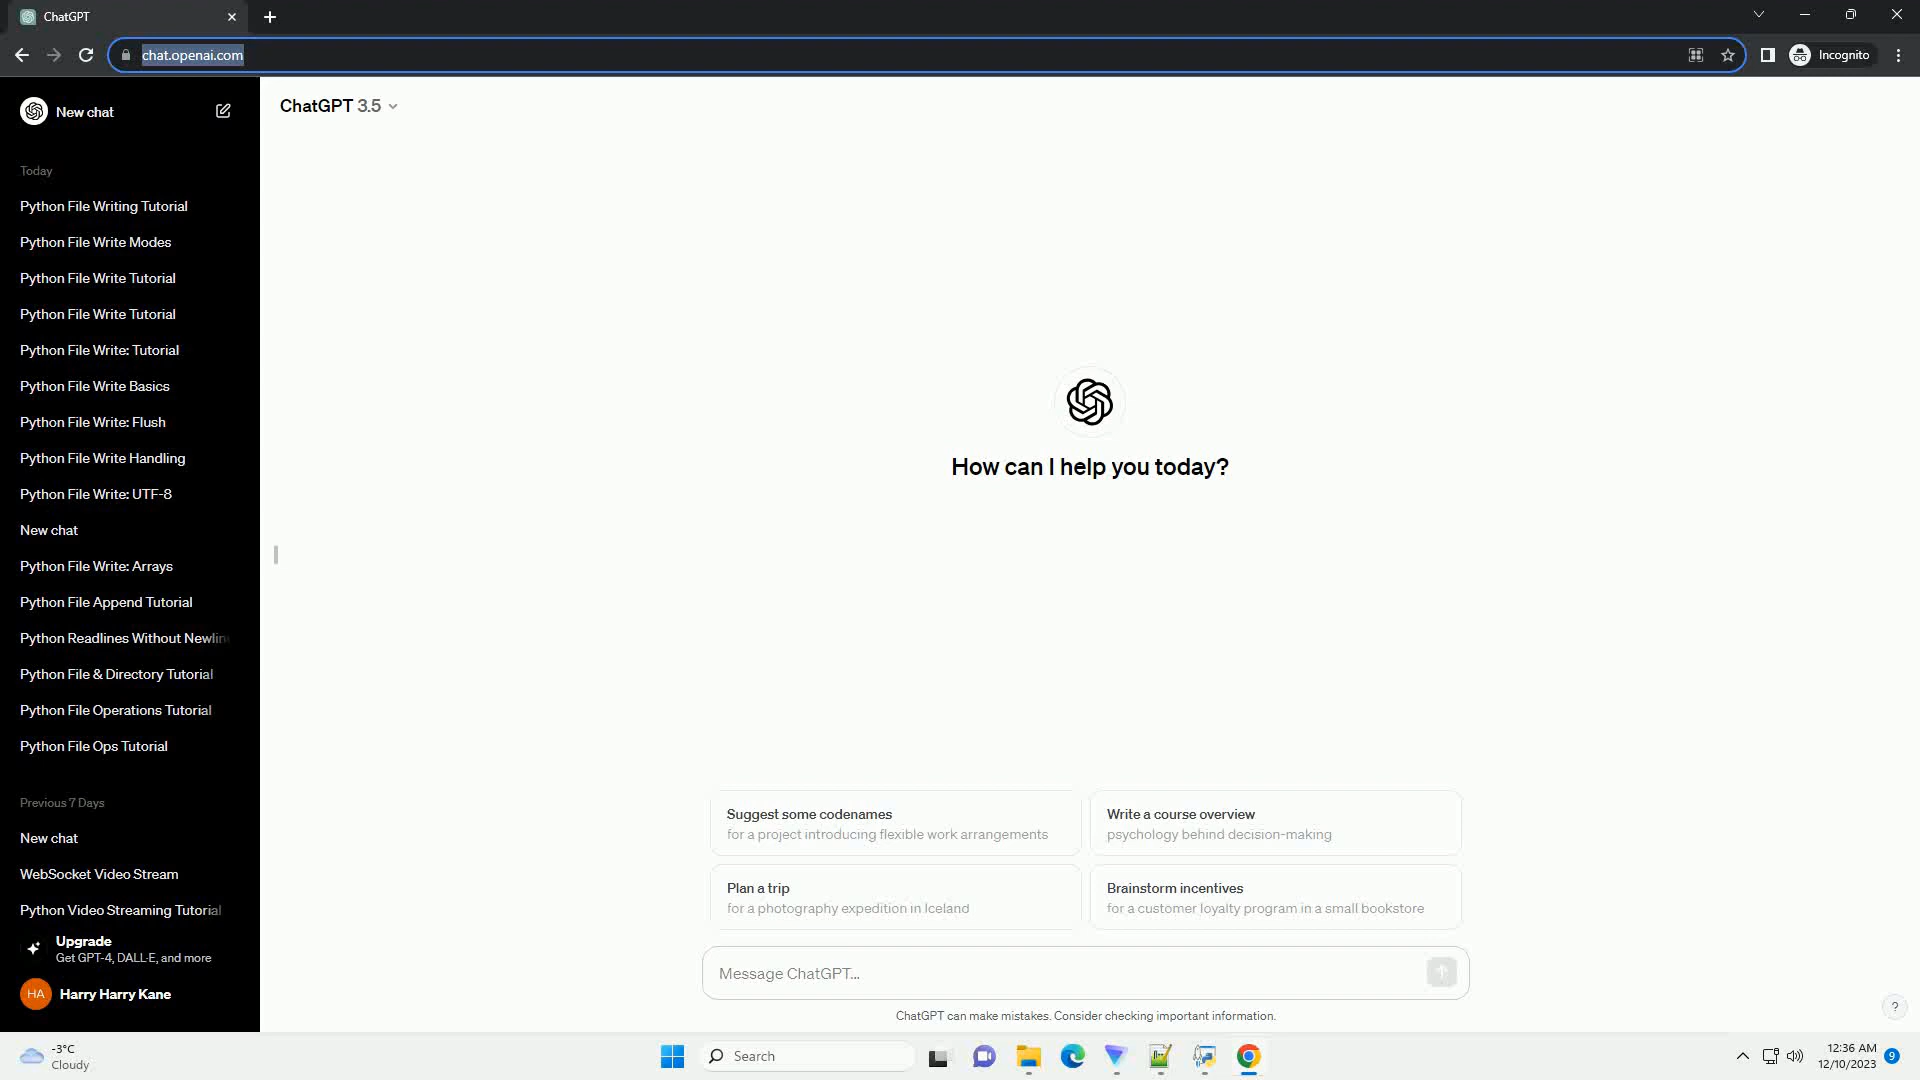 ChatGPT
chat.openai.com
Incognito
New chat
ChatGPT 3.5
Today
Python File Writing Tutorial
Python File Write Modes
Python File Write Tutorial
Python File Write Tutorial
Python File Write: Tutorial
Python File Write Basics
Python File Write: Flush
Python File Write Handling
Python File Write: UTF-8
New chat
Python File Write: Arrays
Python File Append Tutorial
Python Readlines Without Newlin
Python File & Directory Tutorial
Python File Operations Tutorial
Python File Ops Tutorial
Previous 7 Days
New chat
WebSocket Video Stream
Python Video Streaming Tutorial
Upgrade
Get GPT-4, DALL·E, and more
HA
Harry Harry Kane
How can I help you today?
Suggest some codenames
for a project introducing flexible work arrangements
Write a course overview
psychology behind decision-making
Plan a trip
for a photography expedition in Iceland
Brainstorm incentives
for a customer loyalty program in a small bookstore
Message ChatGPT...
ChatGPT can make mistakes. Consider checking important information.
?
-3°C
Cloudy
Search
12:36 AM
12/10/2023
9